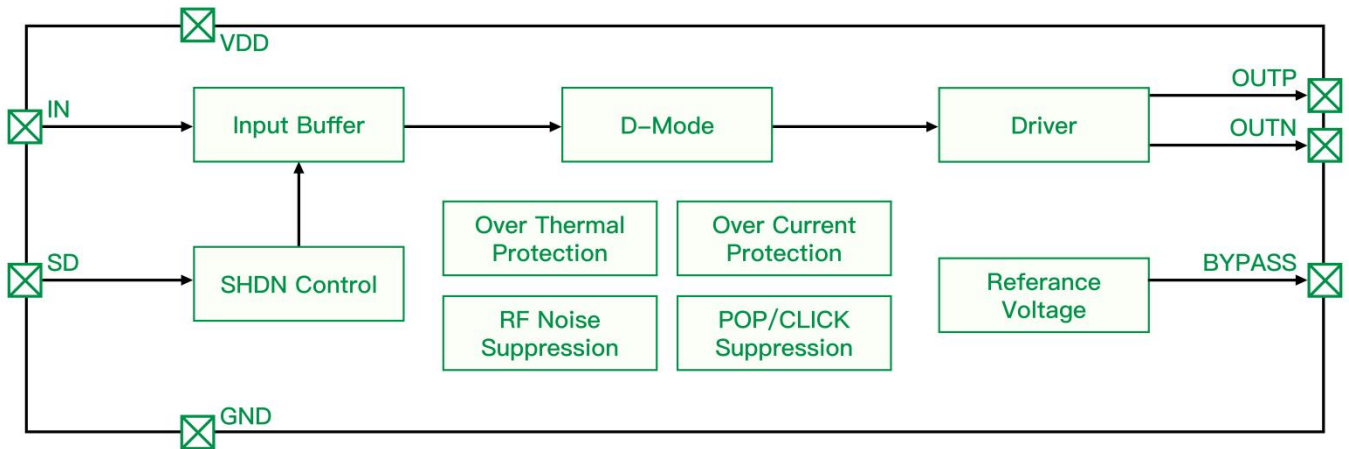 VDD
IN
Input Buffer
D-Mode
Driver
OUTP
OUTN
SD
SHDN Control
Over Thermal
Protection
Over Current
Protection
RF Noise
Suppression
POP/CLICK
Suppression
Referance
Voltage
BYPASS
GND